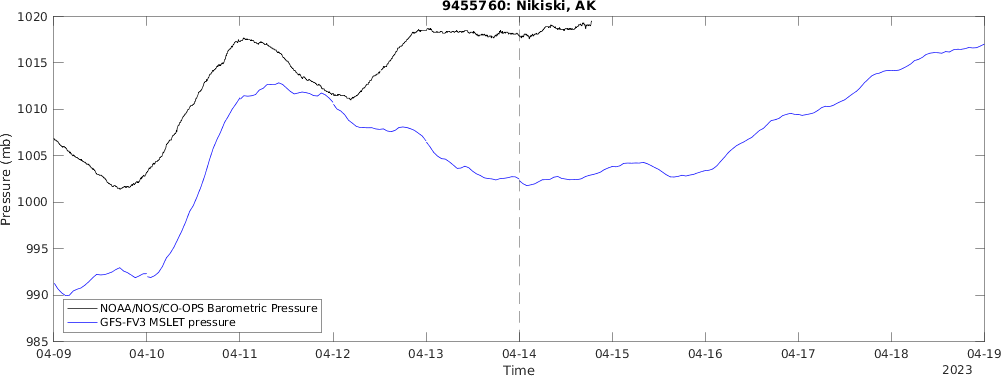 9455760: Nikiski, AK
1020
1015
1010
1005
1000
995
990
985
Pressure (mb)
NOAA/NOS/CO-OPS Barometric Pressure
GFS-FV3 MSLET pressure
04-09 04-10 04-11 04-12 04-13 04-14 04-15 04-16 04-17 04-18 04-19
Time
2023